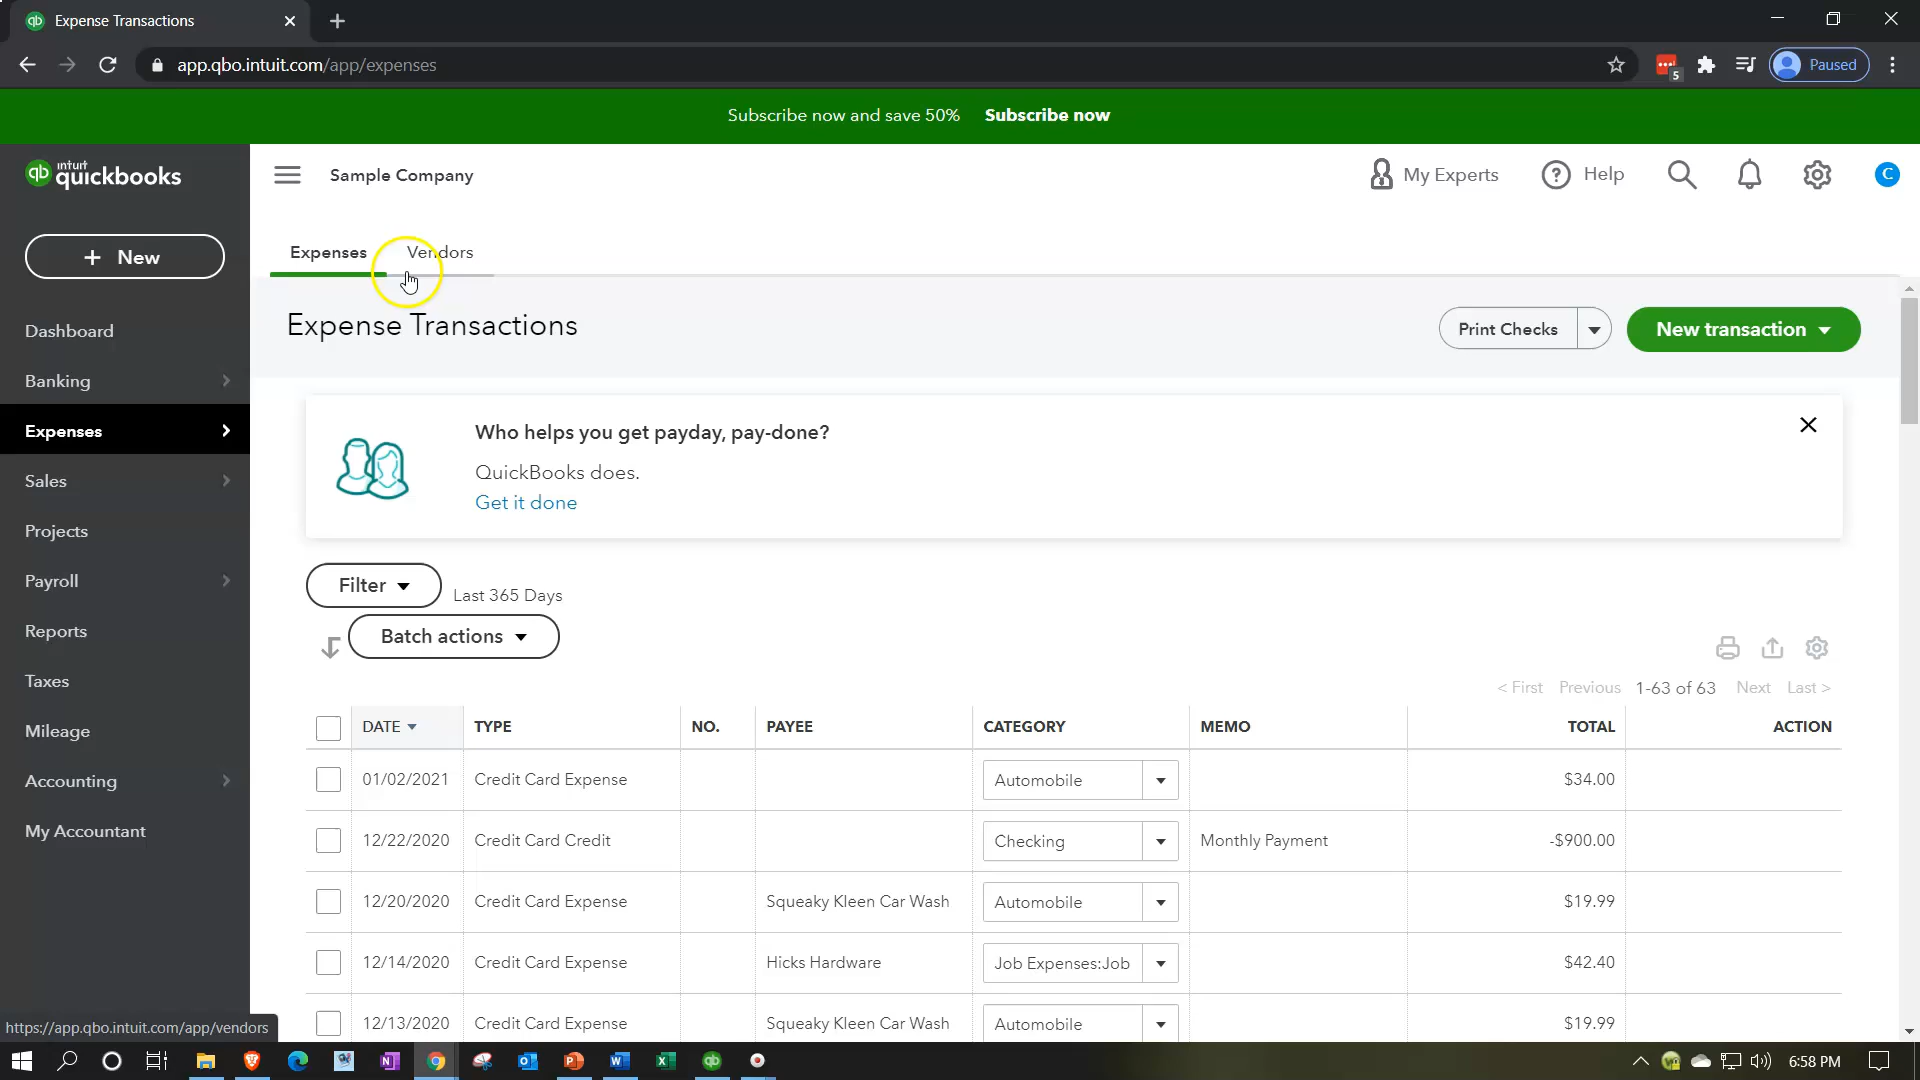 Expense Transactions
app.qbo.intuit.com/app/expenses
5
Paused
Subscribe now and save 50% Subscribe now
qb intuit quickbooks
Sample Company
My Experts
? Help
C
+ New
Expenses
Vendors
Dashboard
Banking
Expenses
Sales
Projects
Payroll
Reports
Taxes
Mileage
Accounting
My Accountant
Expense Transactions
Print Checks
New transaction
Who helps you get payday, pay-done?
QuickBooks does.
Get it done
Filter
Last 365 Days
Batch actions
< First Previous 1-63 of 63 Next Last >
DATE TYPE NO. PAYEE CATEGORY MEMO TOTAL ACTION
01/02/2021 Credit Card Expense Automobile $34.00
12/22/2020 Credit Card Credit Checking Monthly Payment -$900.00
12/20/2020 Credit Card Expense Squeaky Kleen Car Wash Automobile $19.99
12/14/2020 Credit Card Expense Hicks Hardware Job Expenses:Job $42.40
12/13/2020 Credit Card Expense Squeaky Kleen Car Wash Automobile $19.99
https://app.qbo.intuit.com/app/vendors
6:58 PM